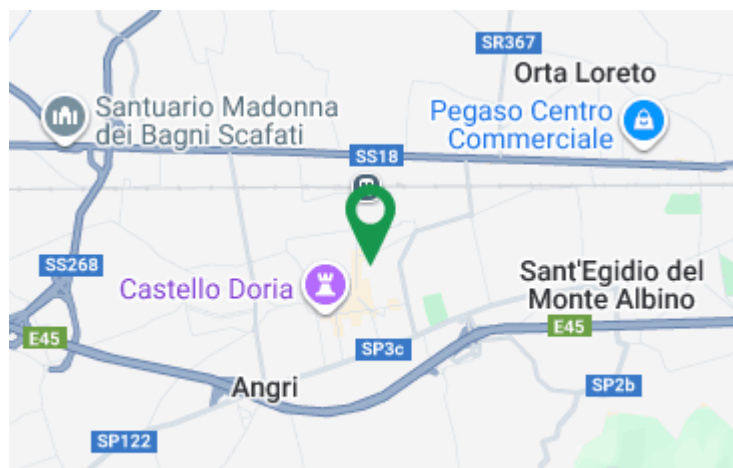 SR367
Orta Loreto
Santuario Madonna
dei Bagni Scafati
Pegaso Centro
Commerciale
SS18
SS268
Castello Doria
Sant'Egidio del
Monte Albino
E45
E45
SP3c
Angri
SP2b
SP122